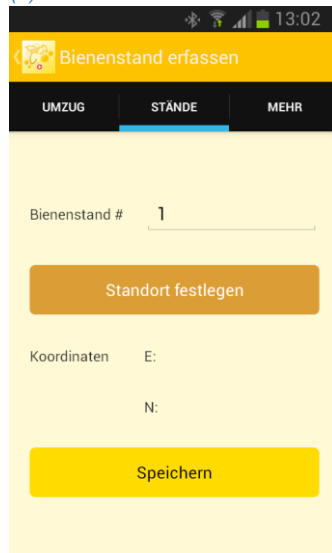 13:02
Bienenstand erfassen
UMZUG STÄNDE MEHR
Bienenstand # 1
Standort festlegen
Koordinaten E:
N:
Speichern